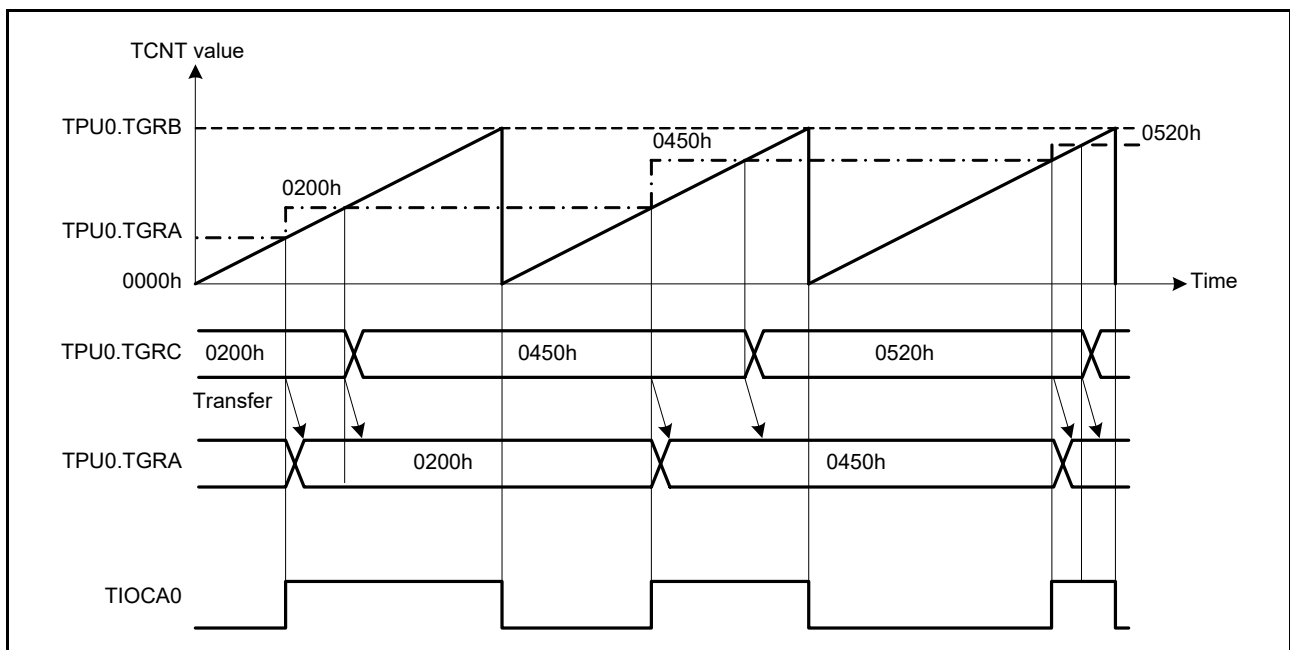 TCNT value
TPU0.TGRB
0520h
0450h
0200h
TPU0.TGRA
0000h
Time
TPU0.TGRC
0200h
0450h
0520h
Transfer
TPU0.TGRA
0200h
0450h
TIOCA0